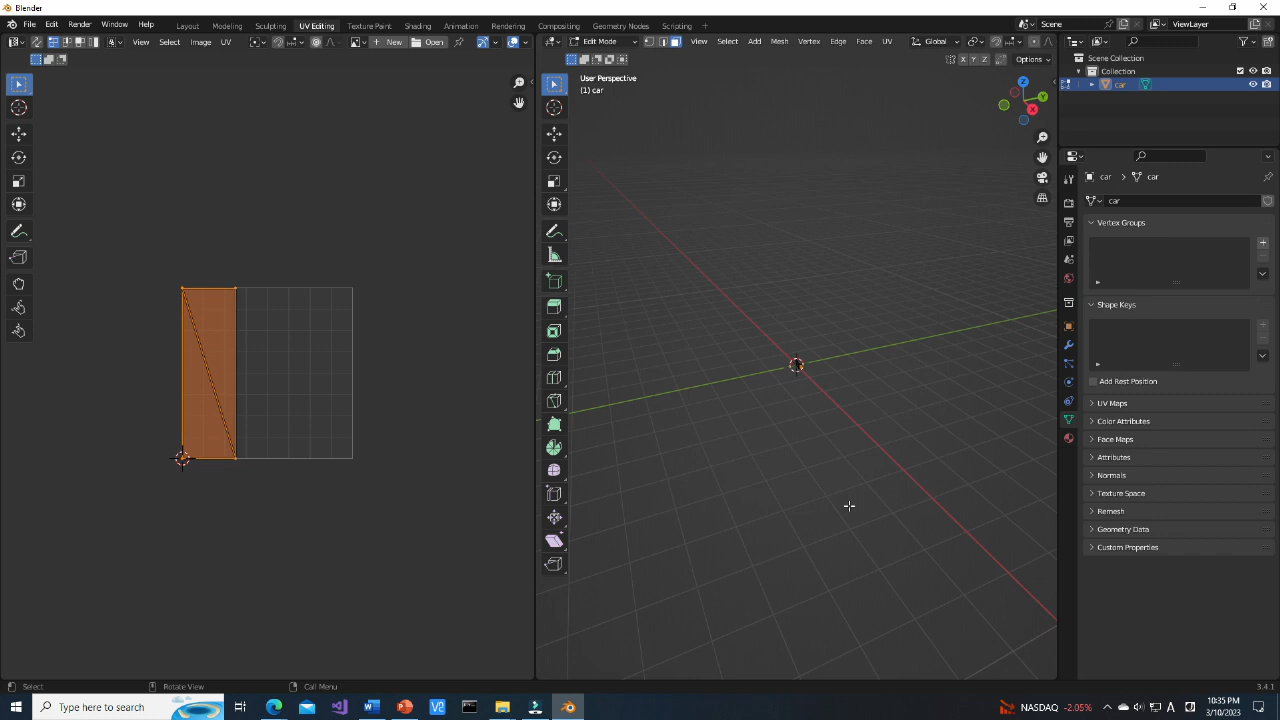 Blender
File Edit Render Window Help Layout Modeling Sculpting UV Editing Texture Paint Shading Animation Rendering Compositing Geometry Nodes Scripting + Scene ViewLayer
View Select Image UV New Open Edit Mode View Select Add Mesh Vertex Edge Face UV Global
X Y Z Options
User Perspective
(1) car
Scene Collection
Collection
car
Z
Y
X
car car
car
Vertex Groups
Shape Keys
Add Rest Position
UV Maps
Color Attributes
Face Maps
Attributes
Normals
Texture Space
Remesh
Geometry Data
Custom Properties
Select Rotate View Call Menu 3.4.1
Type here to search
NASDAQ -2.05%
A
10:35 PM
3/10/2023